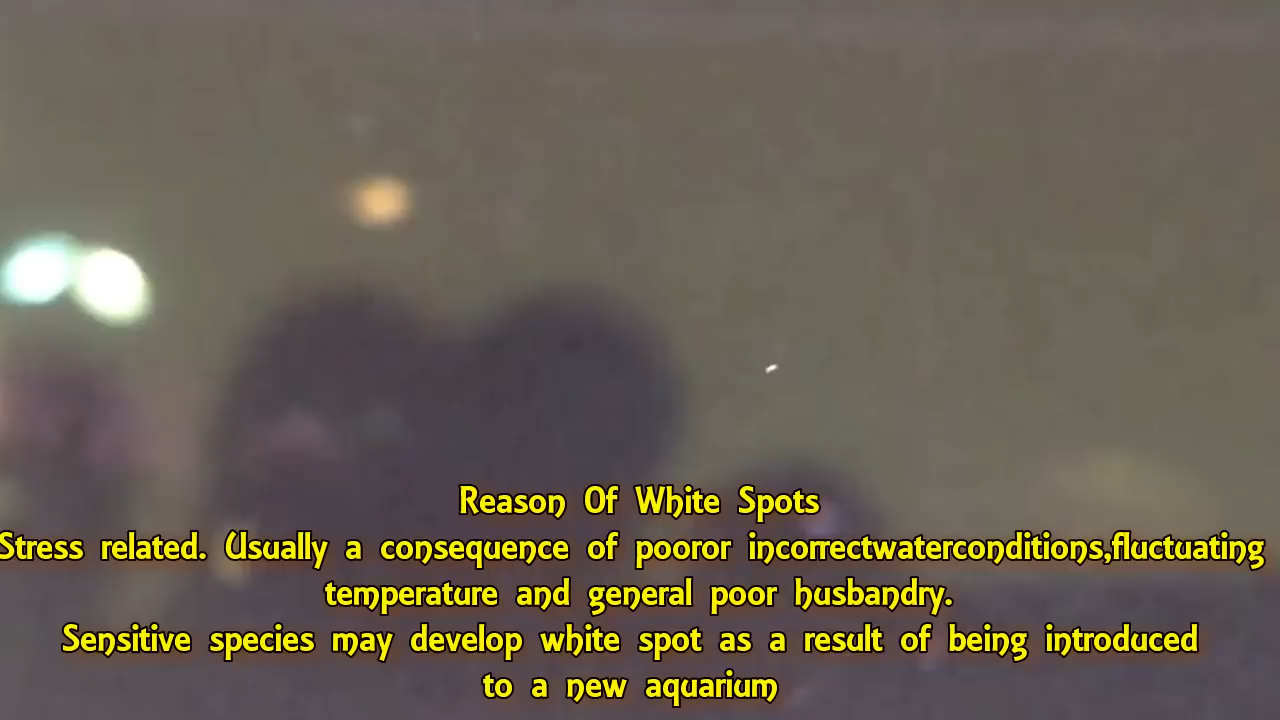 Reason Of White Spots
Stress related. Usually a consequence of pooror incorrectwaterconditions,fluctuating
temperature and general poor husbandry.
Sensitive species may develop white spot as a result of being introduced
to a new aquarium